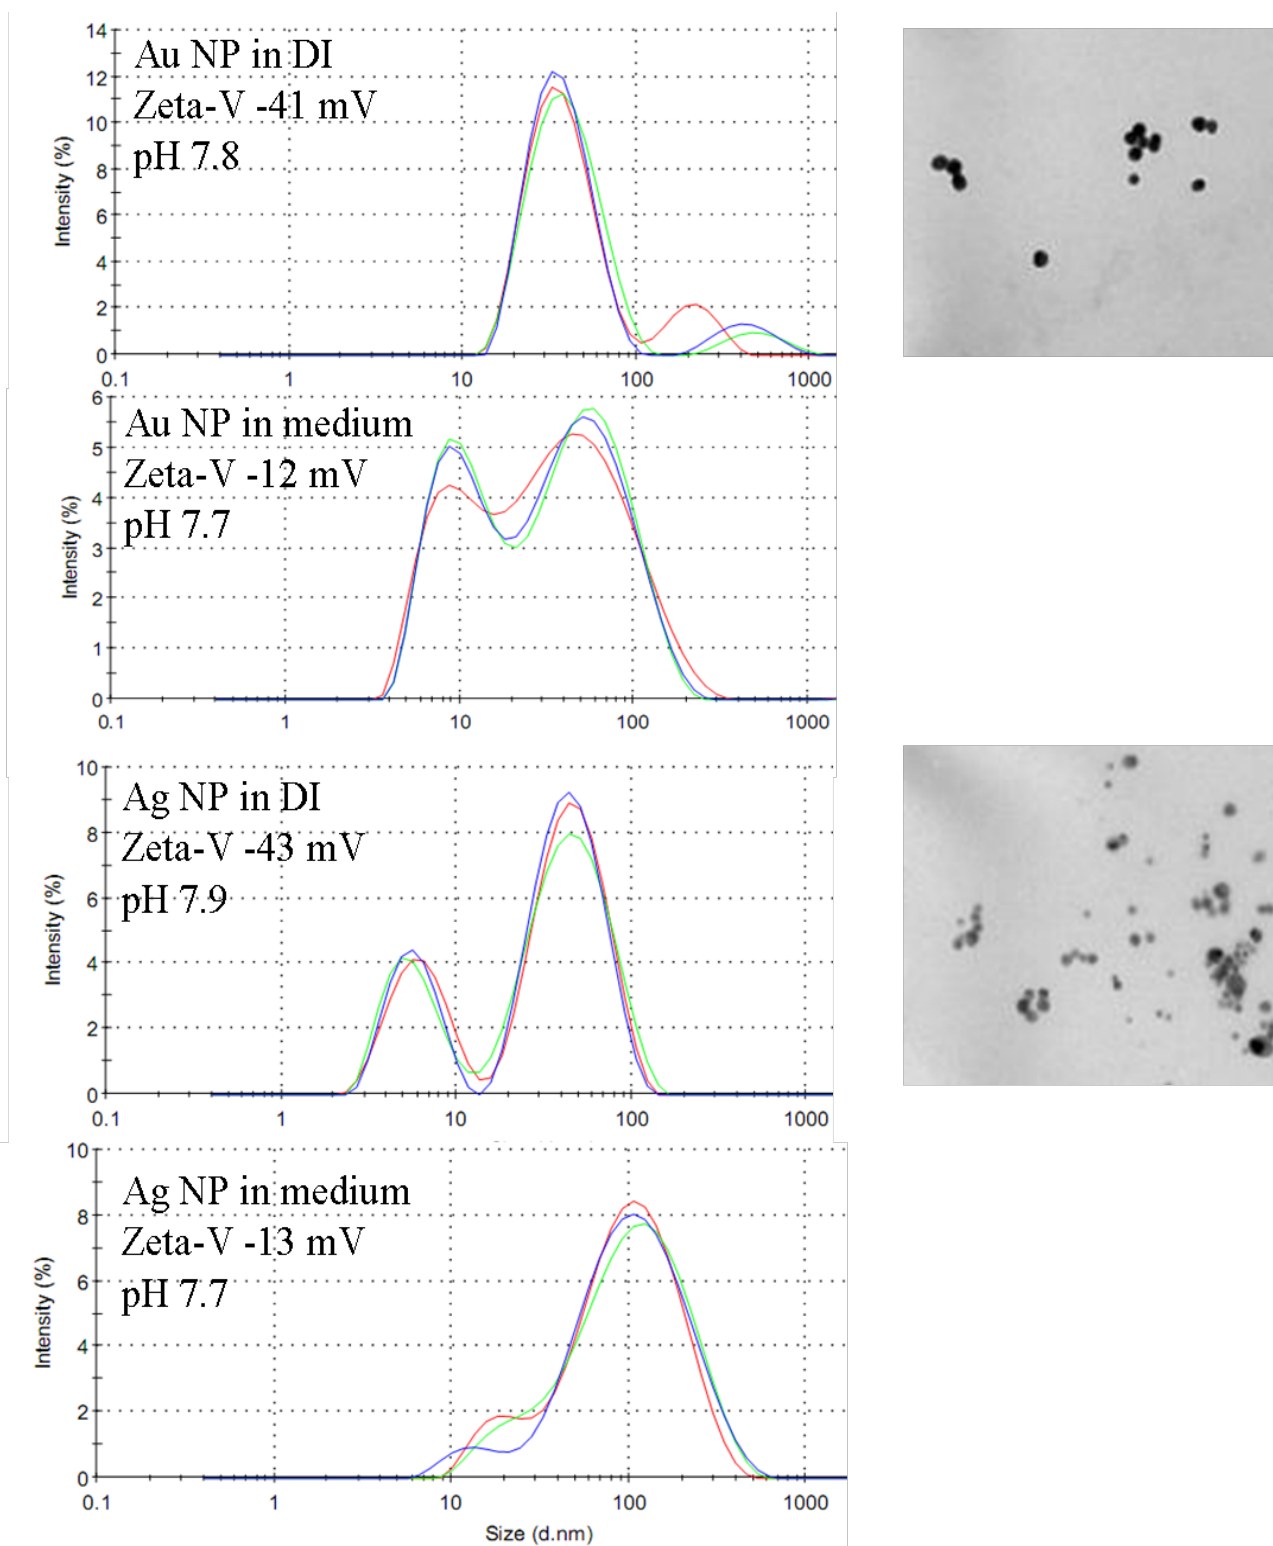 14
12
10
8
6
4
2
0
Intensity (%)
Au NP in DI
Zeta-V -41 mV
pH 7.8
0.1 1 10 100 1000
6
5
4
3
2
1
0
Intensity (%)
Au NP in medium
Zeta-V -12 mV
pH 7.7
0.1 1 10 100 1000
10
8
6
4
2
0
Intensity (%)
Ag NP in DI
Zeta-V -43 mV
pH 7.9
0.1 1 10 100 1000
10
8
6
4
2
0
Intensity (%)
Ag NP in medium
Zeta-V -13 mV
pH 7.7
0.1 1 10 100 1000
Size (d.nm)